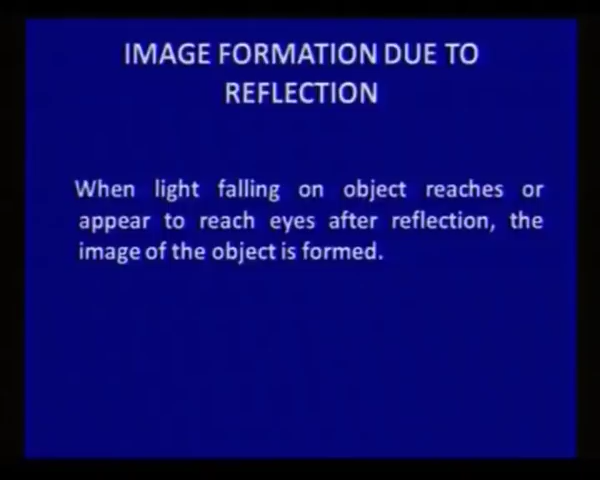 IMAGE FORMATION DUE TO
REFLECTION
When light falling on object reaches or
appear to reach eyes after reflection, the
image of the object is formed.